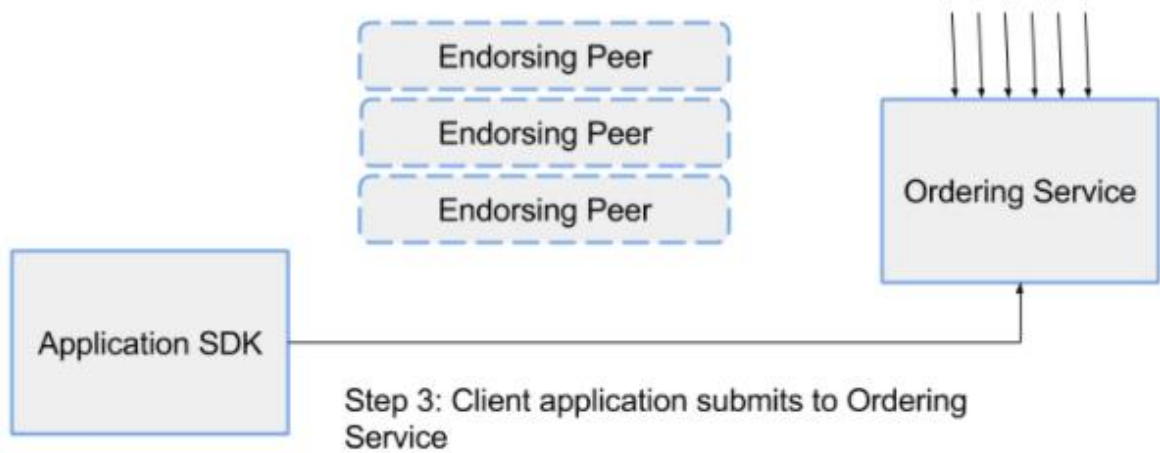 Endorsing Peer
Endorsing Peer
Endorsing Peer
Ordering Service
Application SDK
Step 3: Client application submits to Ordering
Service